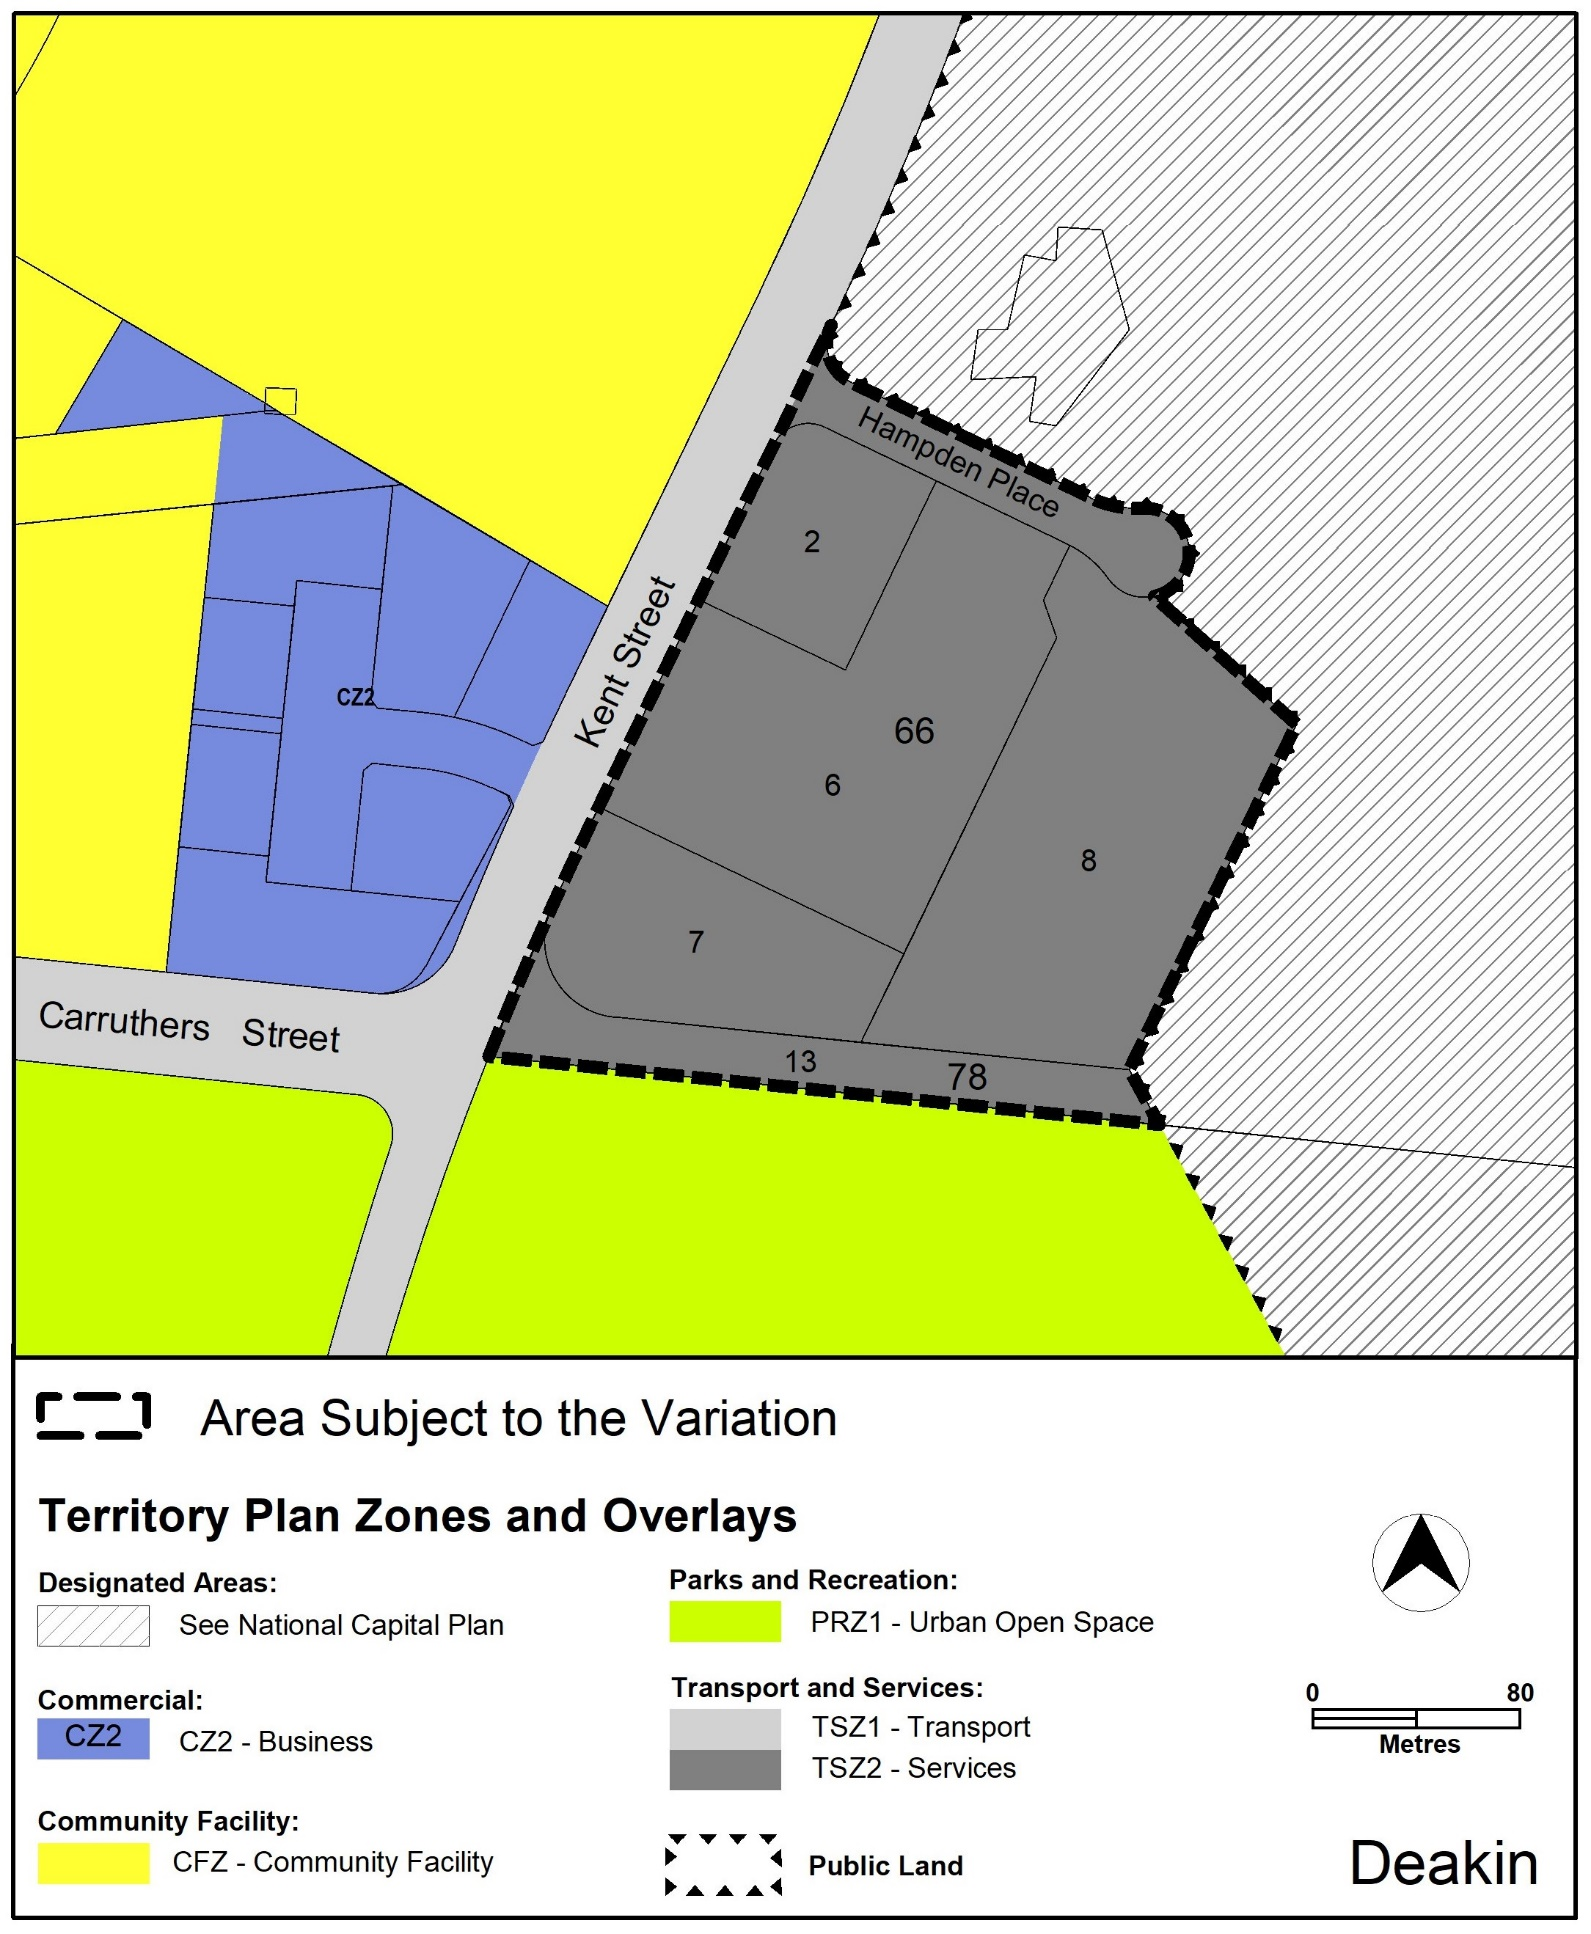 Hampden Place
2
Kent Street
CZ2
66
6
8
7
Carruthers Street
13
78
Area Subject to the Variation
Territory Plan Zones and Overlays
Designated Areas:
See National Capital Plan
Commercial:
CZ2
CZ2 - Business
Community Facility:
CFZ - Community Facility
Parks and Recreation:
PRZ1 - Urban Open Space
Transport and Services:
TSZ1 - Transport
TSZ2 - Services
Public Land
0 80
Metres
Deakin